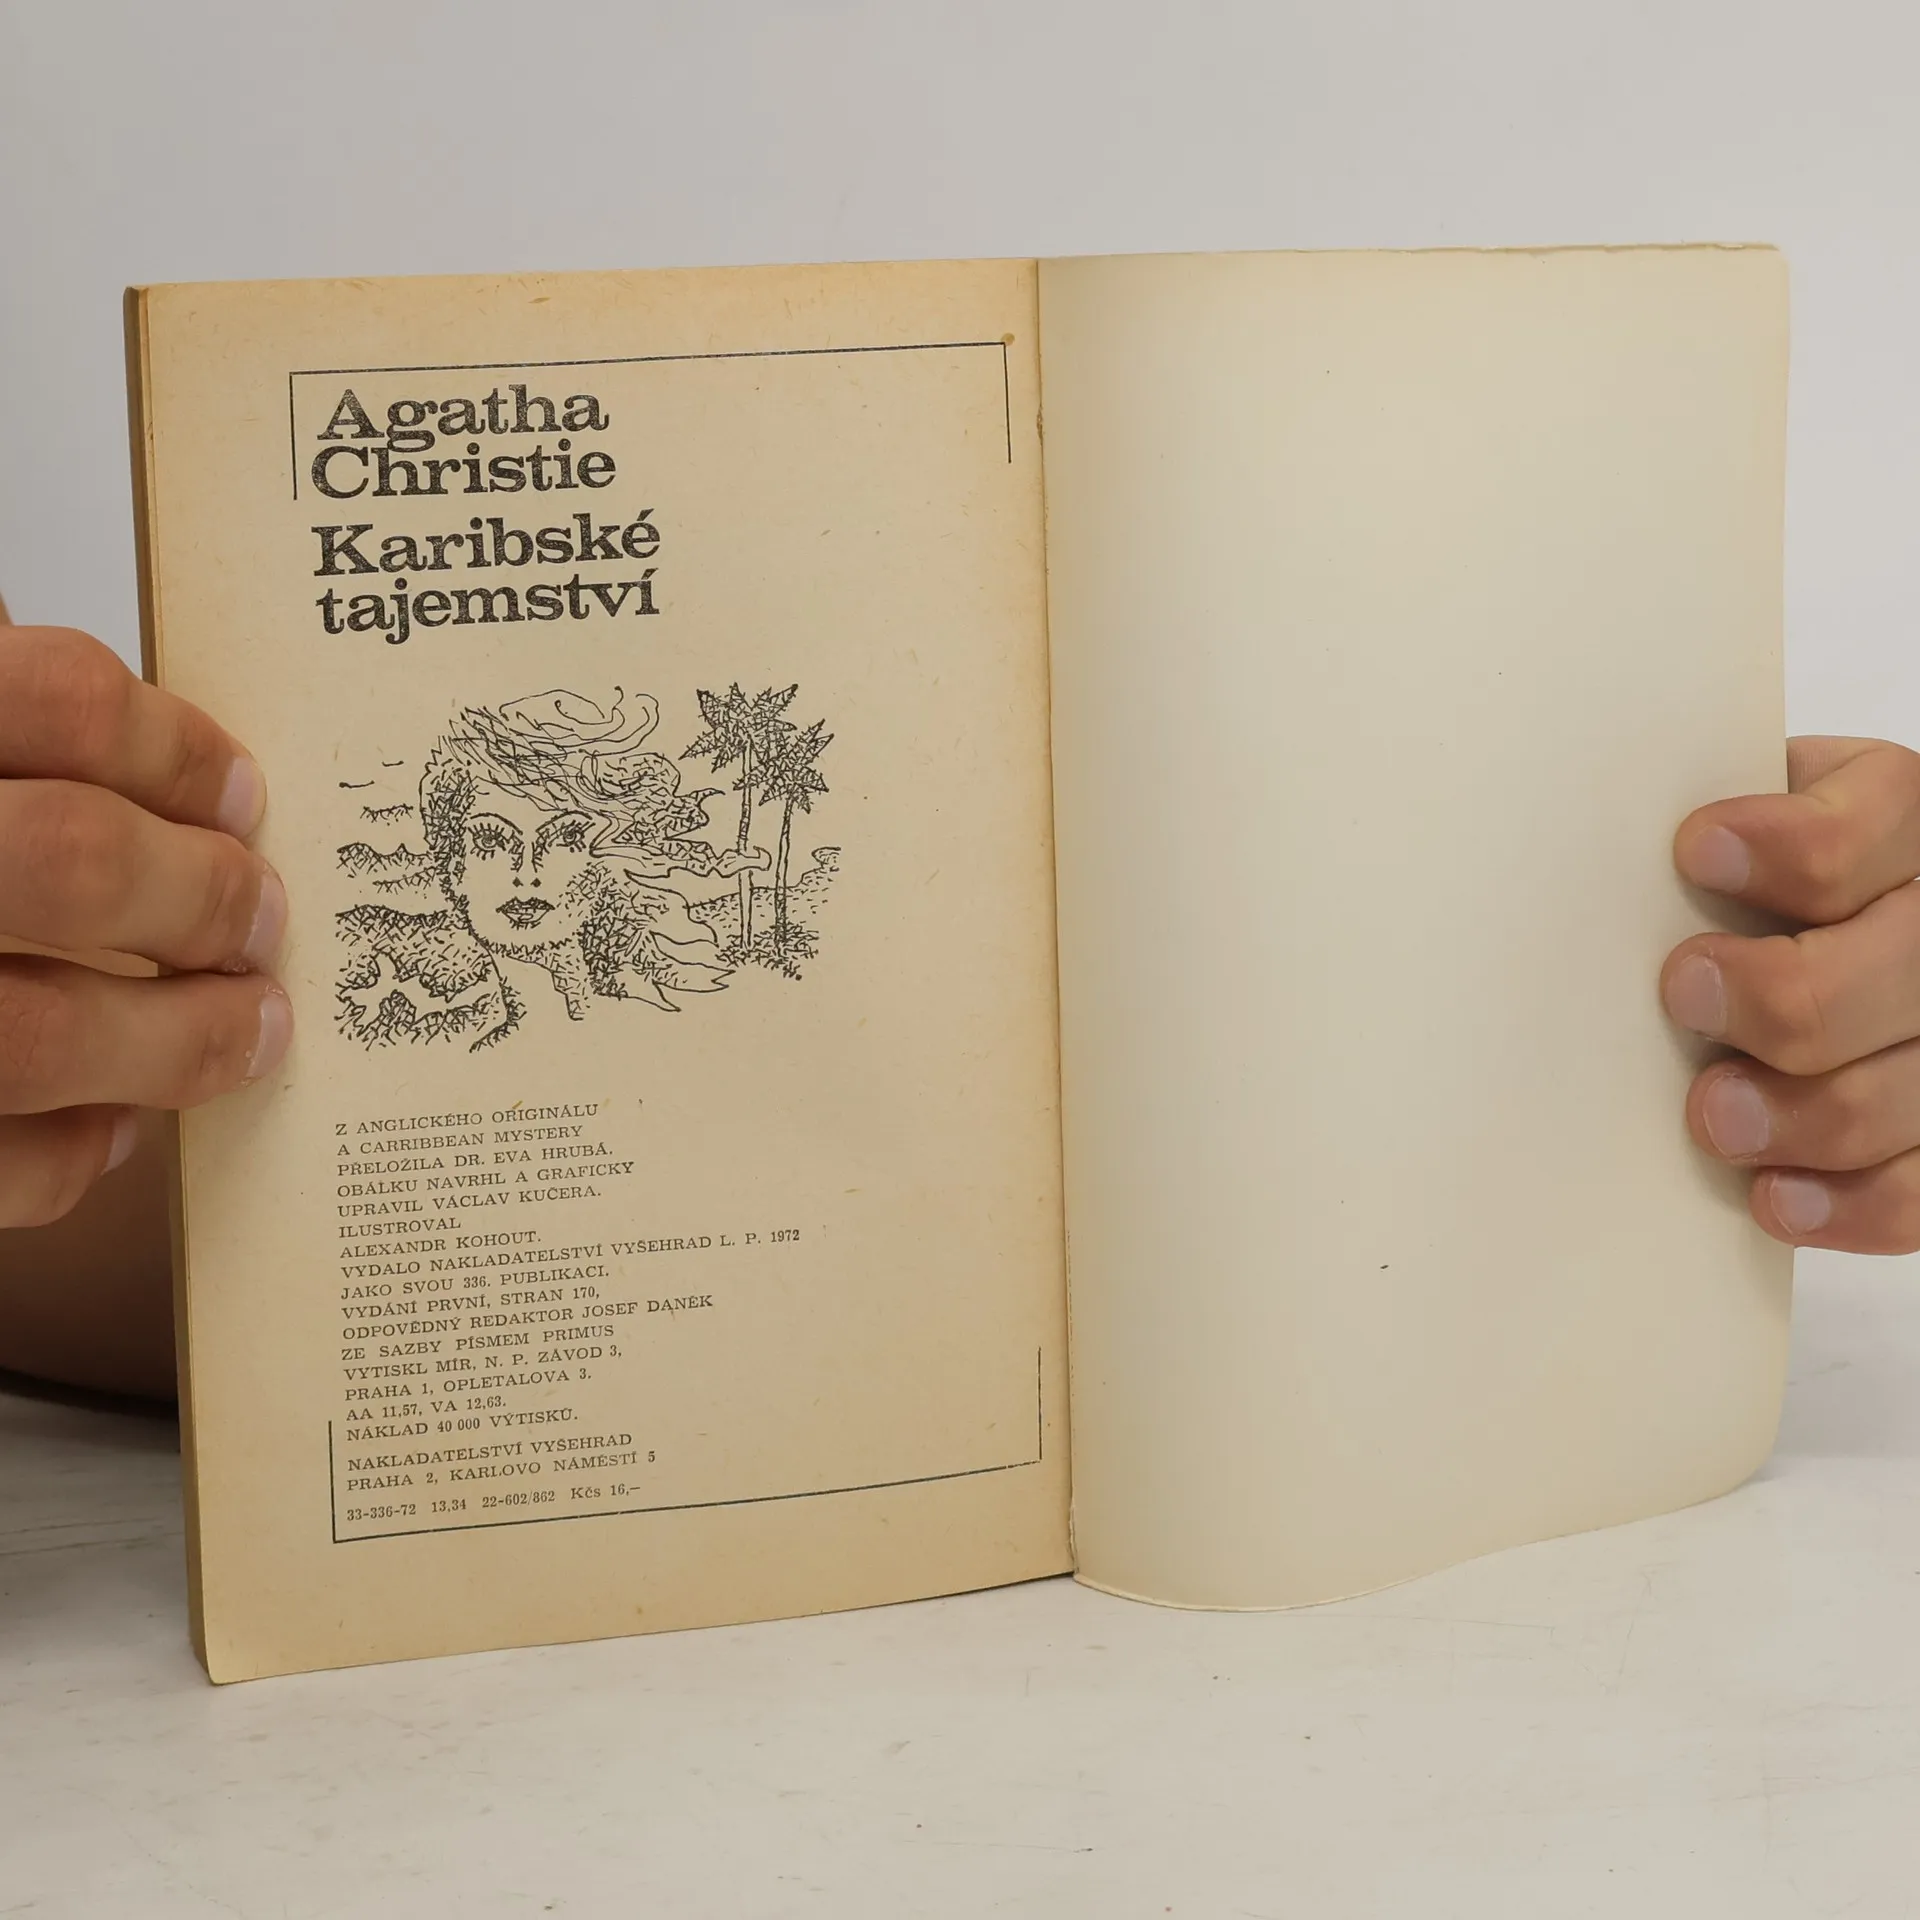 Agatha
Christie
Karibské
tajemství
Z ANGLICKÉHO ORIGINÁLU
A CARRIBBEAN MYSTERY
PŘELOŽILA DR. EVA HRUBÁ.
OBÁLKU NAVRHL A GRAFICKY
UPRAVIL VÁCLAV KUČERA.
ILUSTROVAL
ALEXANDR KOHOUT.
VYDALO NAKLADATELSTVÍ VYŠEHRAD L. P. 1972
JAKO SVOU 336. PUBLIKACI.
VYDÁNÍ PRVNÍ, STRAN 170,
ODPOVĚDNÝ REDAKTOR JOSEF DANĚK
ZE SAZBY PÍSMEM PRIMUS
VYTISKL MÍR, N. P. ZÁVOD 3,
PRAHA 1, OPLETALOVA 3.
AA 11,57, VA 12,63.
NÁKLAD 40 000 VÝTISKŮ.
NAKLADATELSTVÍ VYŠEHRAD
PRAHA 2, KARLOVO NÁMĚSTÍ 5
33-336-72 13,34 22-602/862 Kčs 16,—